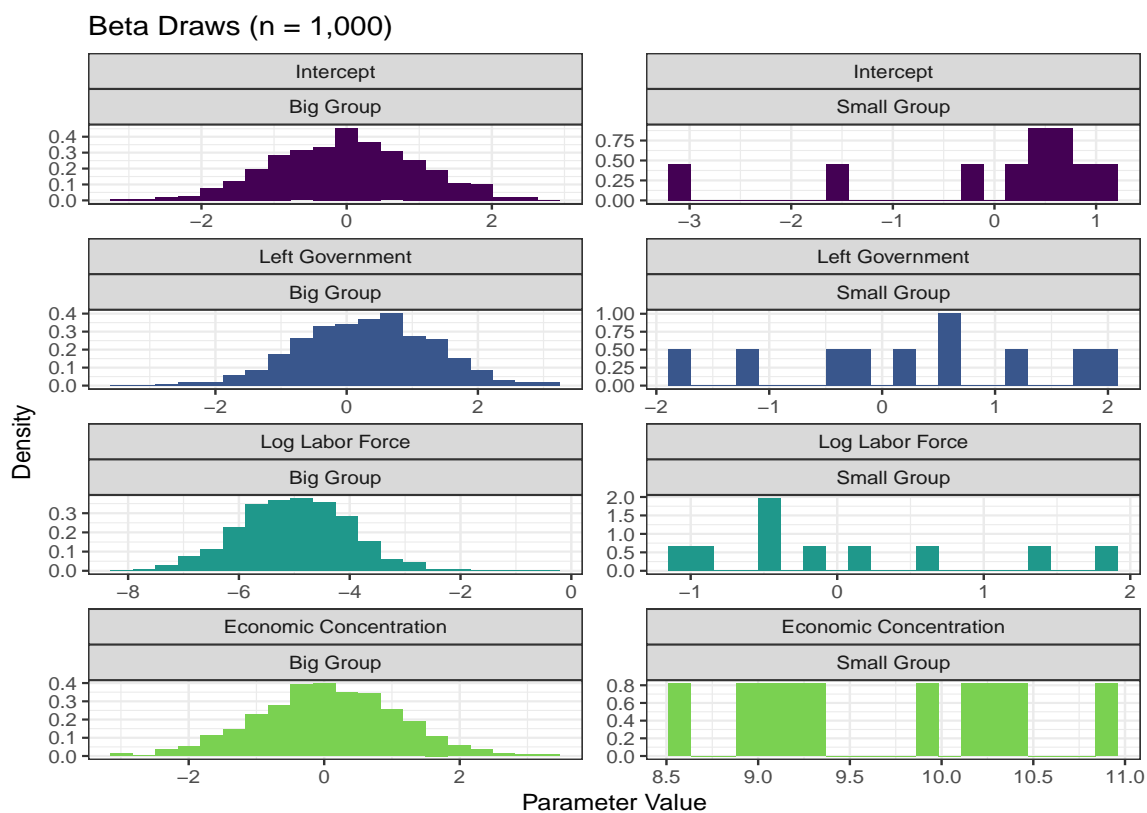 Beta Draws (n = 1,000)
Intercept
Big Group
0.4
0.3
0.2
0.1
0.0
−2 0 2
Intercept
Small Group
0.75
0.50
0.25
0.00
−3 −2 −1 0 1
Left Government
Big Group
0.4
0.3
0.2
0.1
0.0
−2 0 2
Left Government
Small Group
1.00
0.75
0.50
0.25
0.00
−2 −1 0 1 2
Log Labor Force
Big Group
0.3
0.2
0.1
0.0
−8 −6 −4 −2 0
Log Labor Force
Small Group
2.0
1.5
1.0
0.5
0.0
−1 0 1 2
Economic Concentration
Big Group
0.4
0.3
0.2
0.1
0.0
−2 0 2
Economic Concentration
Small Group
0.8
0.6
0.4
0.2
0.0
8.5 9.0 9.5 10.0 10.5 11.0
Density
Parameter Value